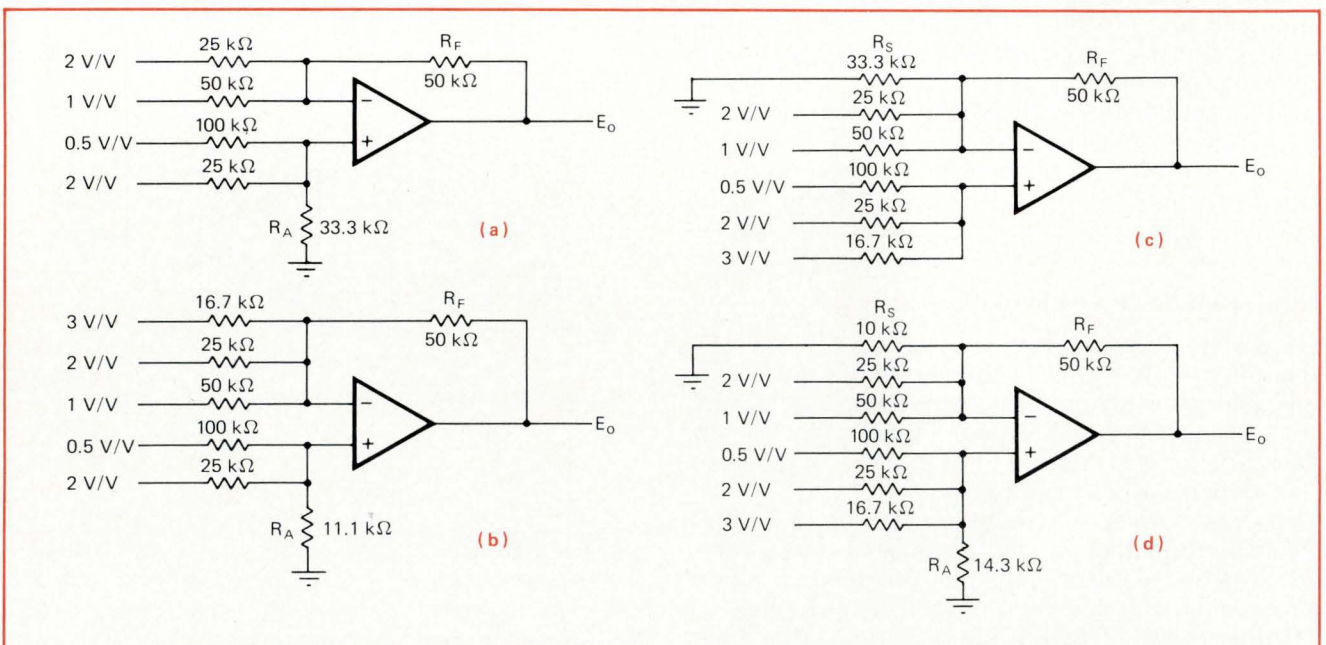 25 kΩ
2 V/V
R_F
50 kΩ
50 kΩ
1 V/V
100 kΩ
0.5 V/V
E_o
25 kΩ
2 V/V
R_A 33.3 kΩ
(a)
16.7 kΩ
3 V/V
R_F
50 kΩ
25 kΩ
2 V/V
50 kΩ
1 V/V
100 kΩ
0.5 V/V
E_o
25 kΩ
2 V/V
R_A 11.1 kΩ
(b)
R_S
33.3 kΩ
R_F
50 kΩ
25 kΩ
2 V/V
50 kΩ
1 V/V
100 kΩ
0.5 V/V
E_o
25 kΩ
2 V/V
16.7 kΩ
3 V/V
(c)
R_S
10 kΩ
R_F
50 kΩ
25 kΩ
2 V/V
50 kΩ
1 V/V
100 kΩ
0.5 V/V
E_o
25 kΩ
2 V/V
16.7 kΩ
3 V/V
R_A 14.3 kΩ
(d)